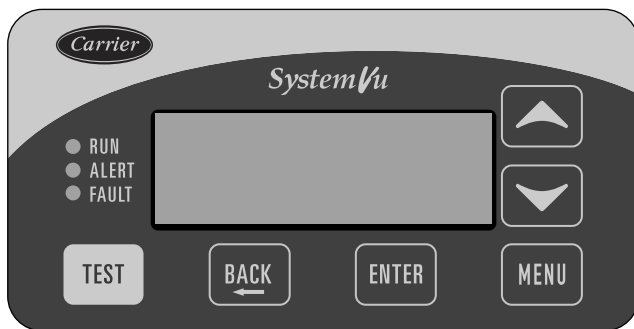 Carrier
SystemVu
RUN
ALERT
FAULT
TEST
BACK
ENTER
MENU